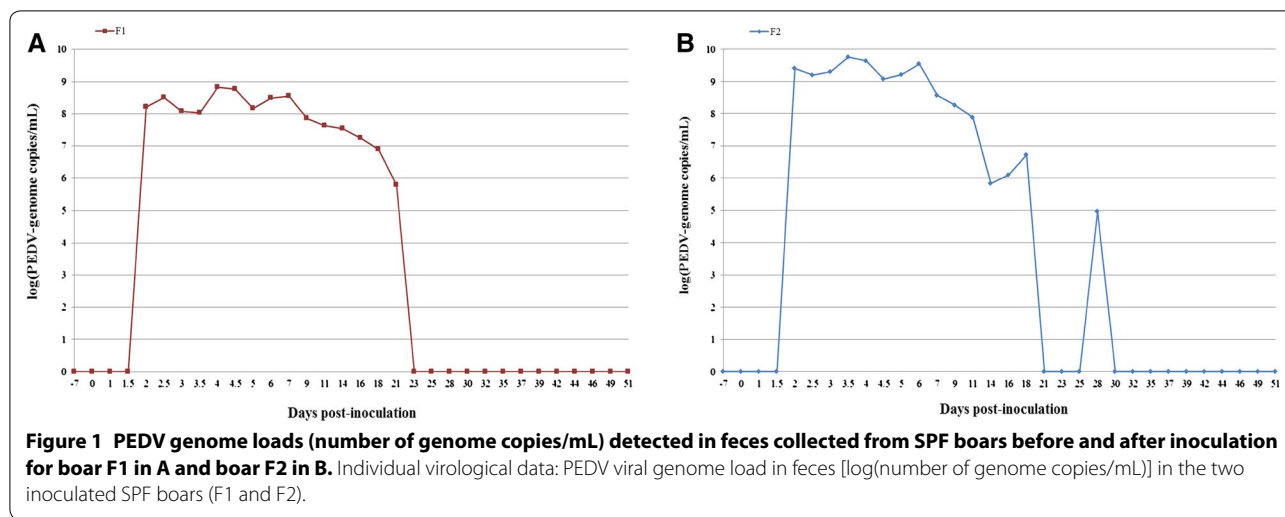 A
F1
10
9
8
7
6
5
4
3
2
1
0
log(PEDV-genome copies/mL)
-7 0 1 1.5 2 2.5 3 3.5 4 4.5 5 6 7 9 11 14 16 18 21 23 25 28 30 32 35 37 39 42 44 46 49 51
Days post-inoculation
B
F2
10
9
8
7
6
5
4
3
2
1
0
log(PEDV-genome copies/mL)
-7 0 1 1.5 2 2.5 3 3.5 4 4.5 5 6 7 9 11 14 16 18 21 23 25 28 30 32 35 37 39 42 44 46 49 51
Days post-inoculation
Figure 1 PEDV genome loads (number of genome copies/mL) detected in feces collected from SPF boars before and after inoculation
for boar F1 in A and boar F2 in B. Individual virological data: PEDV viral genome load in feces [log(number of genome copies/mL)] in the two
inoculated SPF boars (F1 and F2).